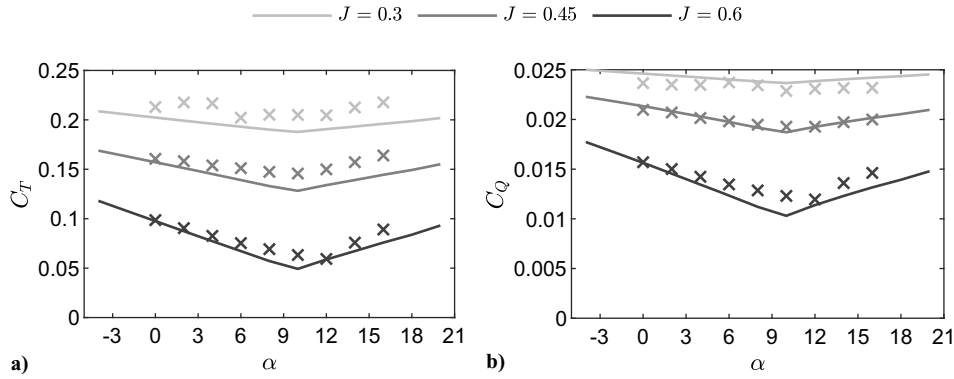 J = 0.3 J = 0.45 J = 0.6
0.25
0.2
0.15
0.1
0.05
0
C_T
-3 0 3 6 9 12 15 18 21
α
a)
0.025
0.02
0.015
0.01
0.005
0
C_Q
-3 0 3 6 9 12 15 18 21
α
b)